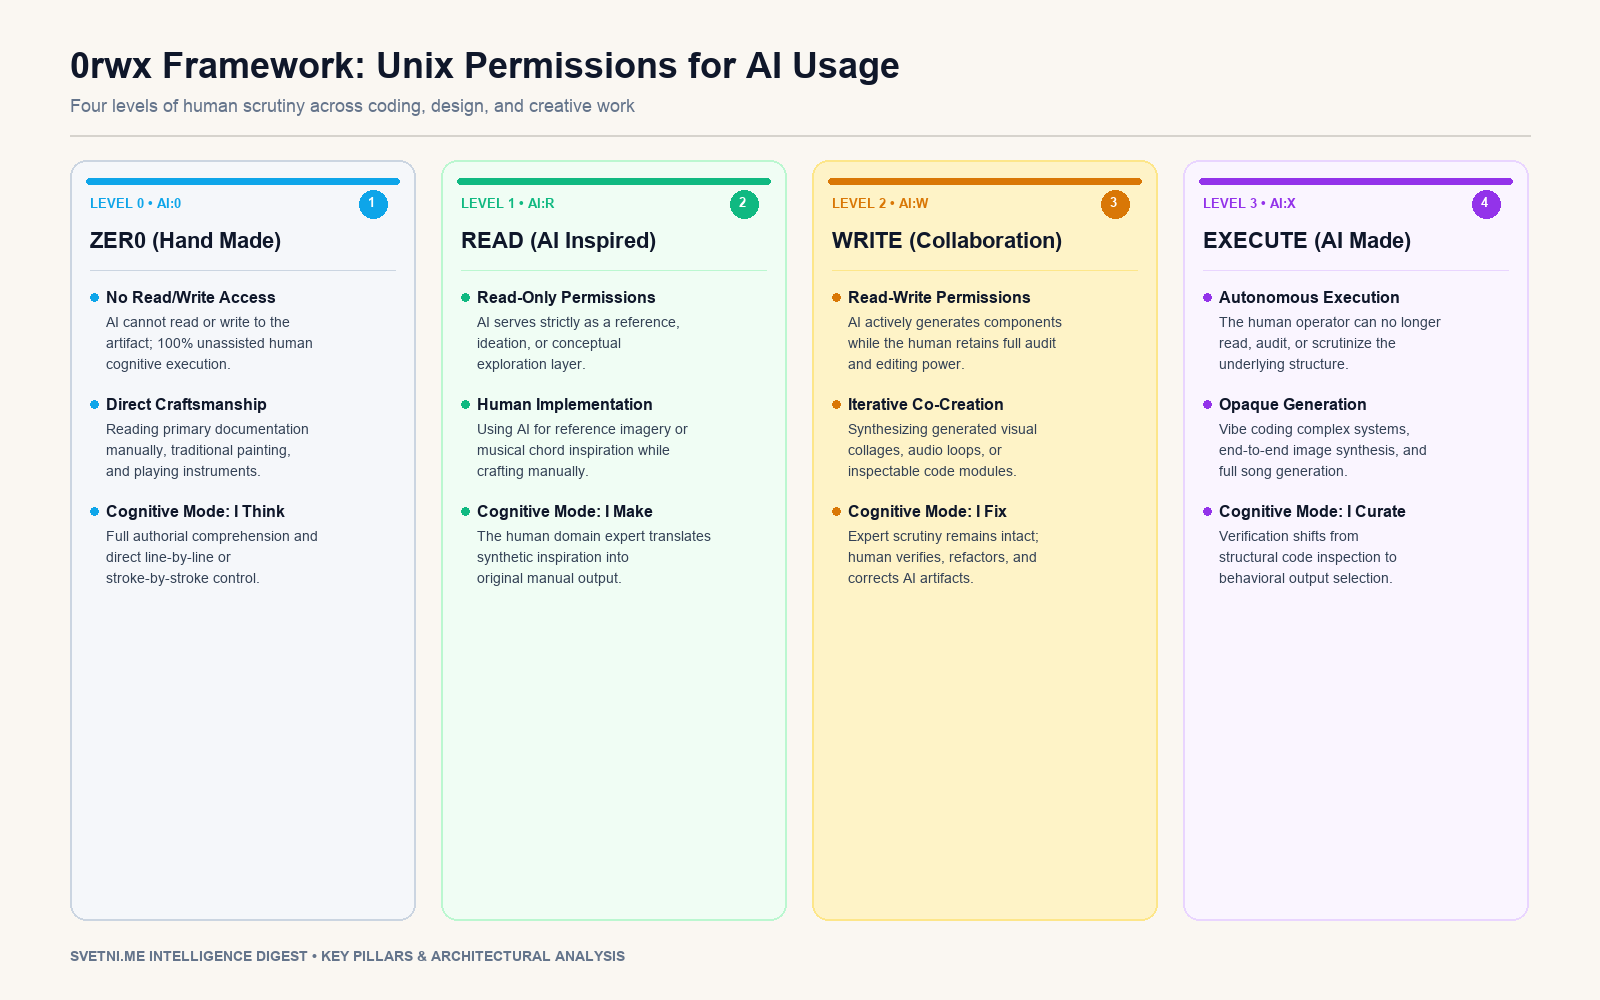 0rwx Framework: Unix Permissions for AI Usage
Four levels of human scrutiny across coding, design, and creative work
LEVEL 0 • AI:0
1
ZER0 (Hand Made)
No Read/Write Access
AI cannot read or write to the
artifact; 100% unassisted human
cognitive execution.
Direct Craftsmanship
Reading primary documentation
manually, traditional painting,
and playing instruments.
Cognitive Mode: I Think
Full authorial comprehension and
direct line-by-line or
stroke-by-stroke control.
LEVEL 1 • AI:R
2
READ (AI Inspired)
Read-Only Permissions
AI serves strictly as a reference,
ideation, or conceptual
exploration layer.
Human Implementation
Using AI for reference imagery or
musical chord inspiration while
crafting manually.
Cognitive Mode: I Make
The human domain expert translates
synthetic inspiration into
original manual output.
LEVEL 2 • AI:W
3
WRITE (Collaboration)
Read-Write Permissions
AI actively generates components
while the human retains full audit
and editing power.
Iterative Co-Creation
Synthesizing generated visual
collages, audio loops, or
inspectable code modules.
Cognitive Mode: I Fix
Expert scrutiny remains intact;
human verifies, refactors, and
corrects AI artifacts.
LEVEL 3 • AI:X
4
EXECUTE (AI Made)
Autonomous Execution
The human operator can no longer
read, audit, or scrutinize the
underlying structure.
Opaque Generation
Vibe coding complex systems,
end-to-end image synthesis, and
full song generation.
Cognitive Mode: I Curate
Verification shifts from
structural code inspection to
behavioral output selection.
SVETNI.ME INTELLIGENCE DIGEST • KEY PILLARS & ARCHITECTURAL ANALYSIS